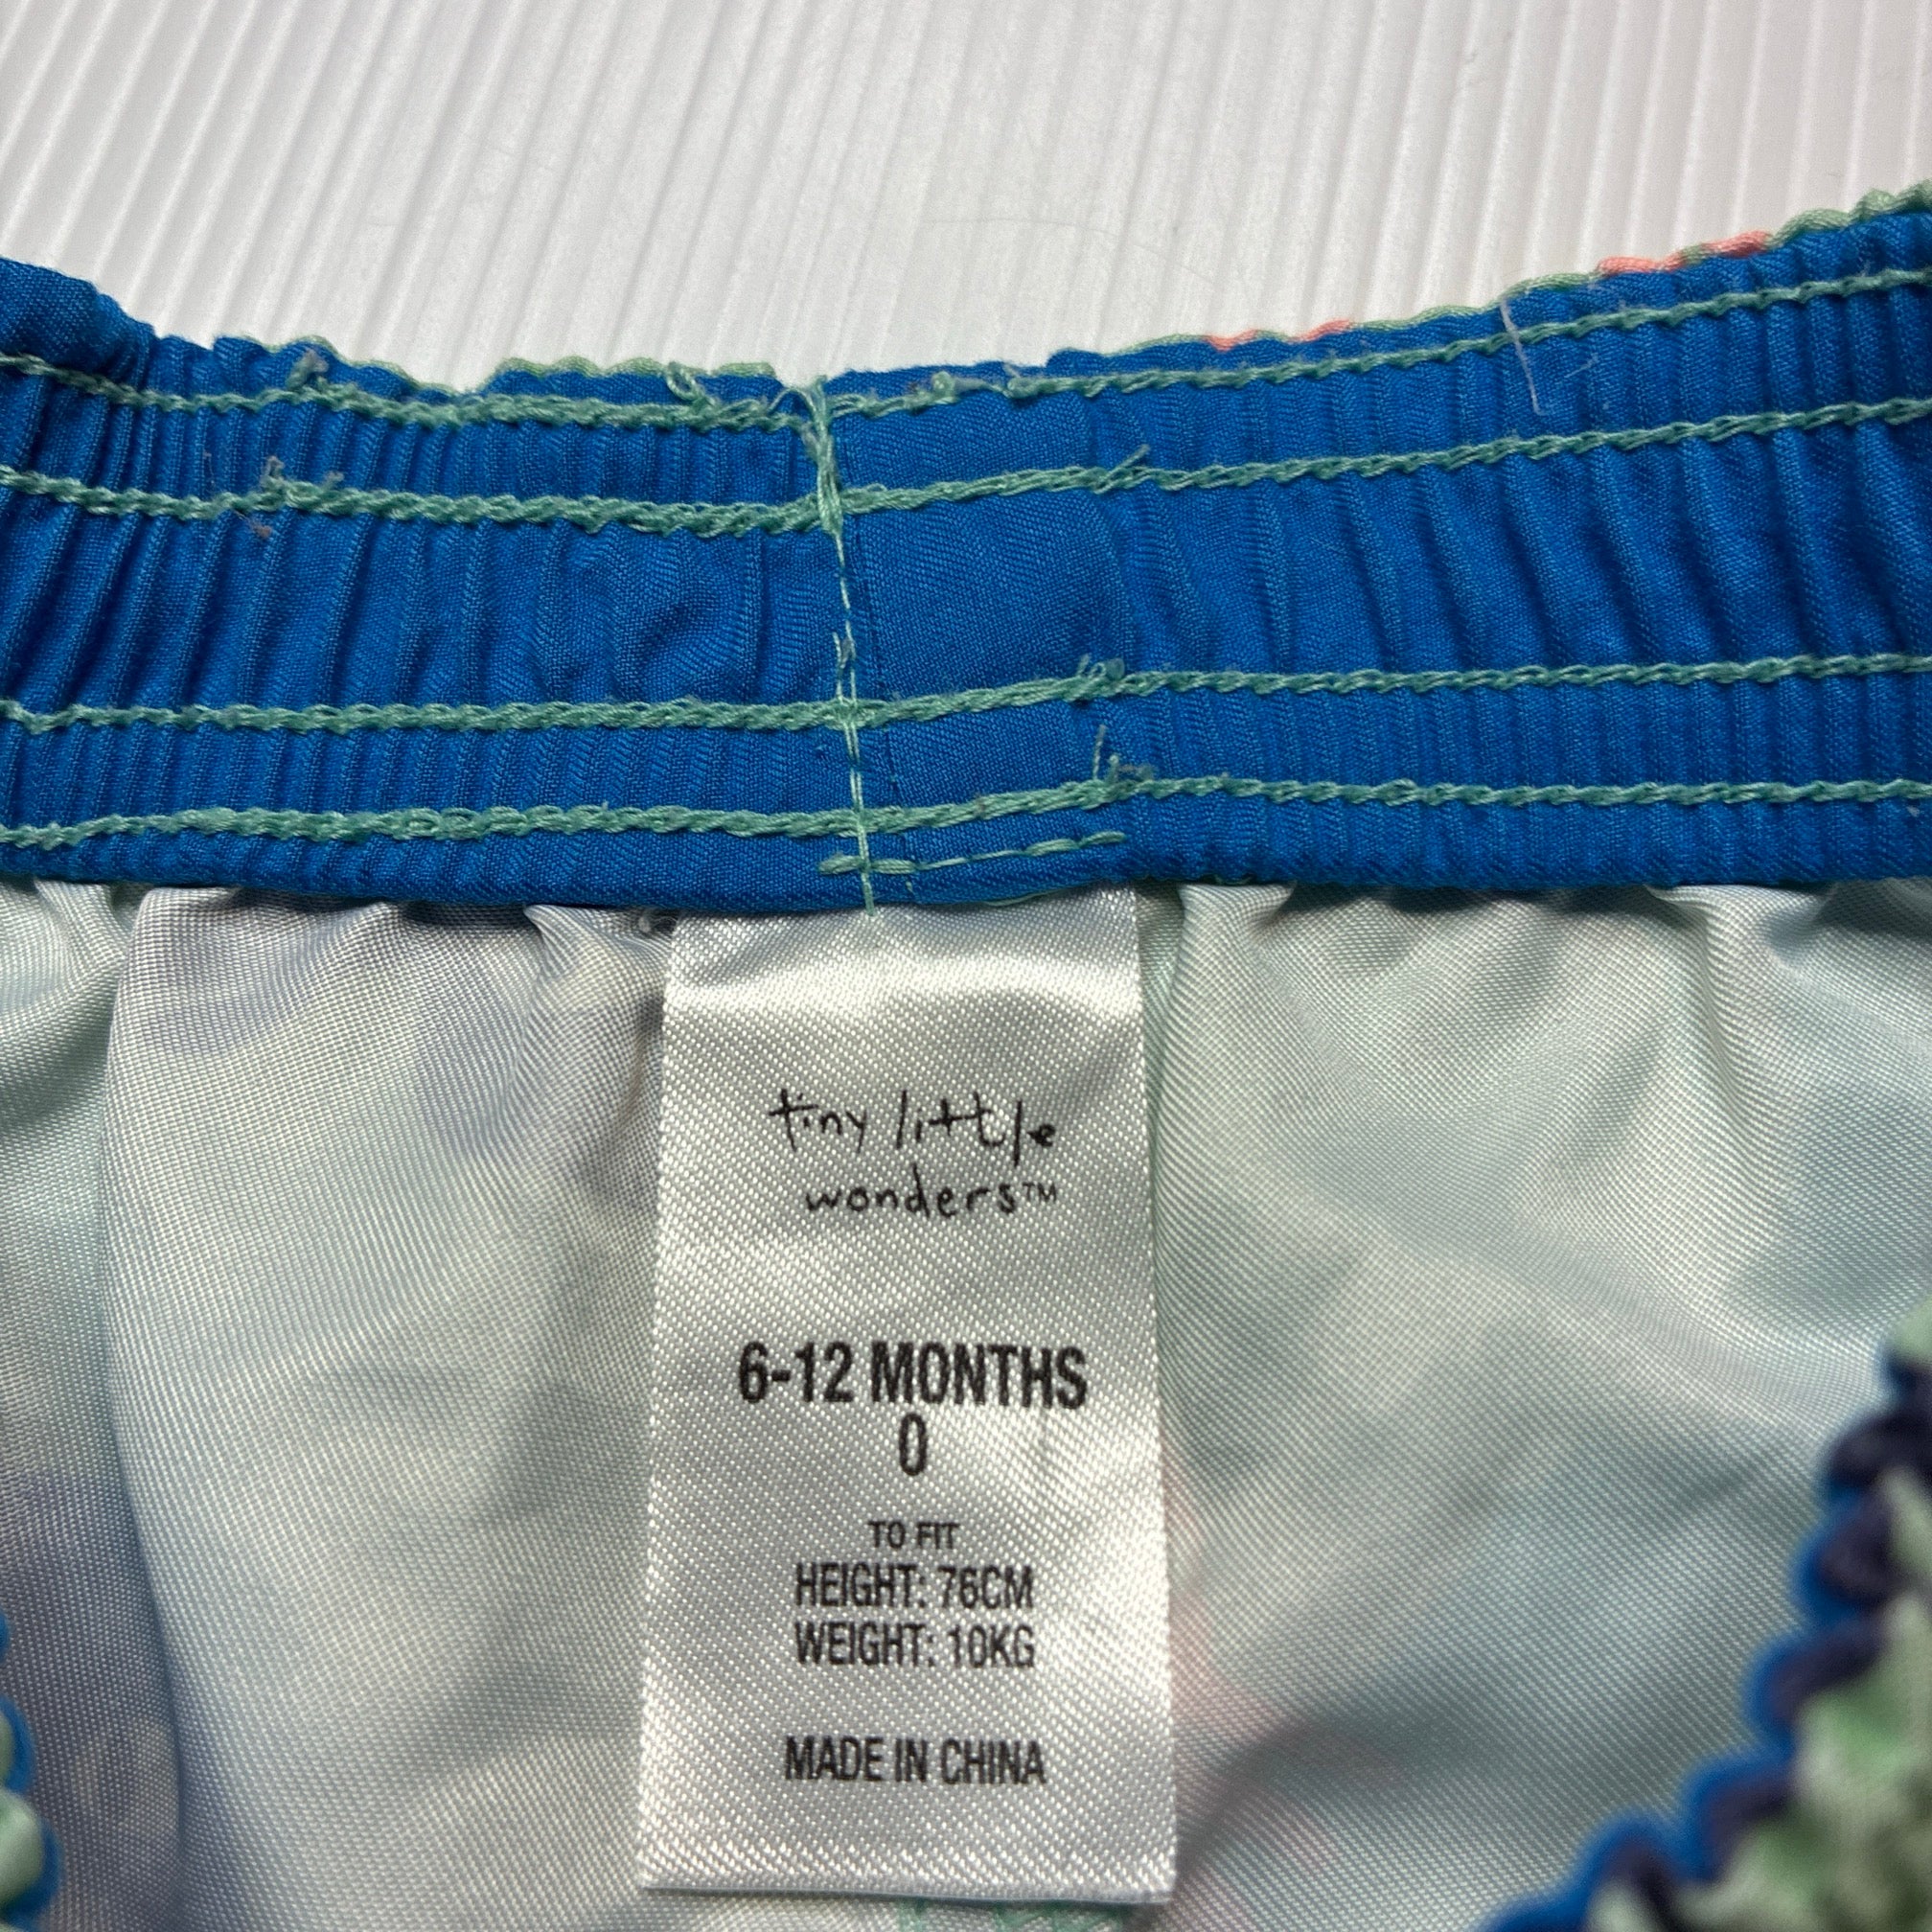 tiny little
wonders™
6-12 MONTHS
0
TO FIT
HEIGHT: 76CM
WEIGHT: 10KG
MADE IN CHINA